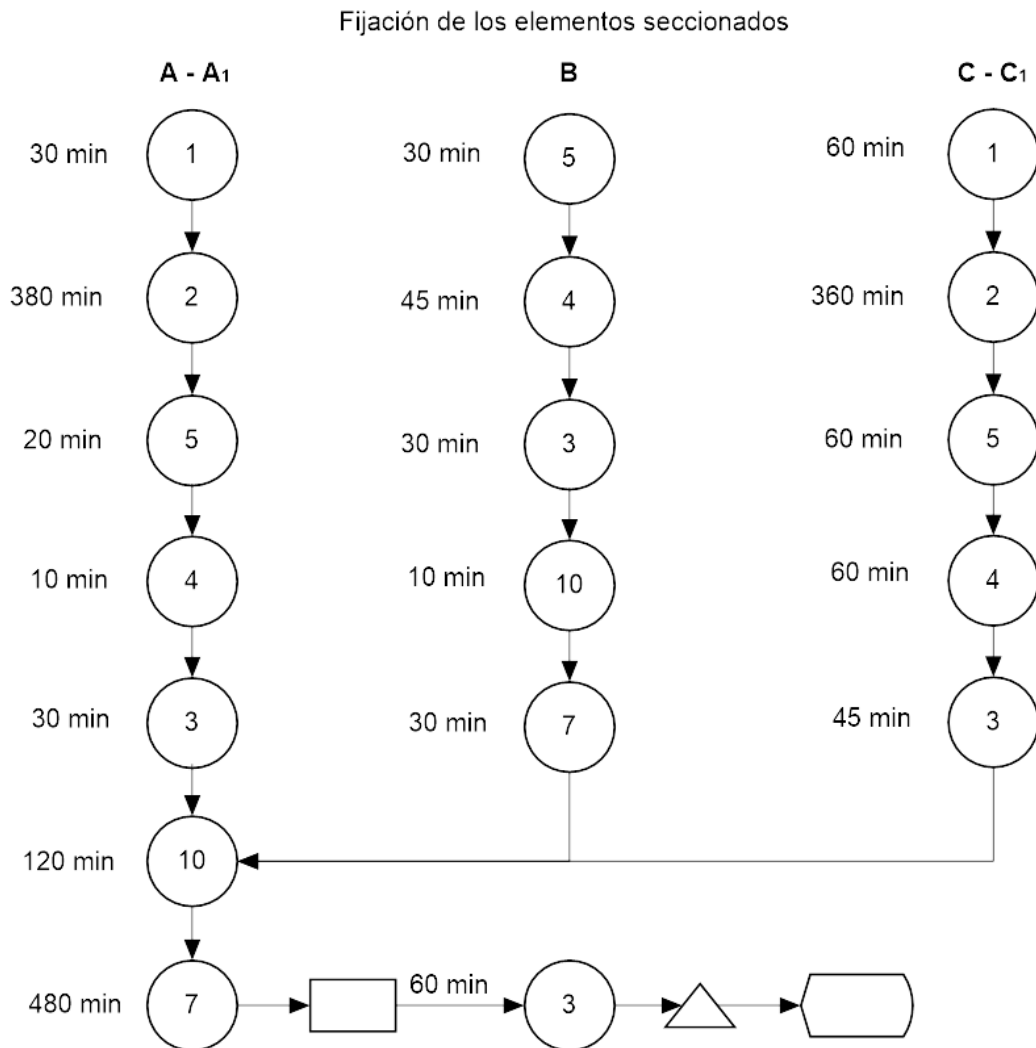 Fijación de los elementos seccionados
A - A1 B C - C1
30 min 1 30 min 5 60 min 1
380 min 2 45 min 4 360 min 2
20 min 5 30 min 3 60 min 5
10 min 4 10 min 10 60 min 4
30 min 3 30 min 7 45 min 3
120 min 10
480 min 7 60 min 3